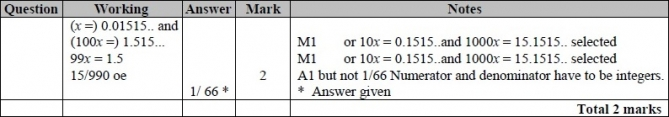 Question Working Answer Mark Notes
(x =) 0.01515.. and
(100x =) 1.515... M1 or 10x = 0.1515..and 1000x = 15.1515.. selected
99x = 1.5 M1 or 10x = 0.1515..and 1000x = 15.1515.. selected
15/990 oe 2 A1 but not 1/66 Numerator and denominator have to be integers.
1/ 66 * * Answer given
Total 2 marks